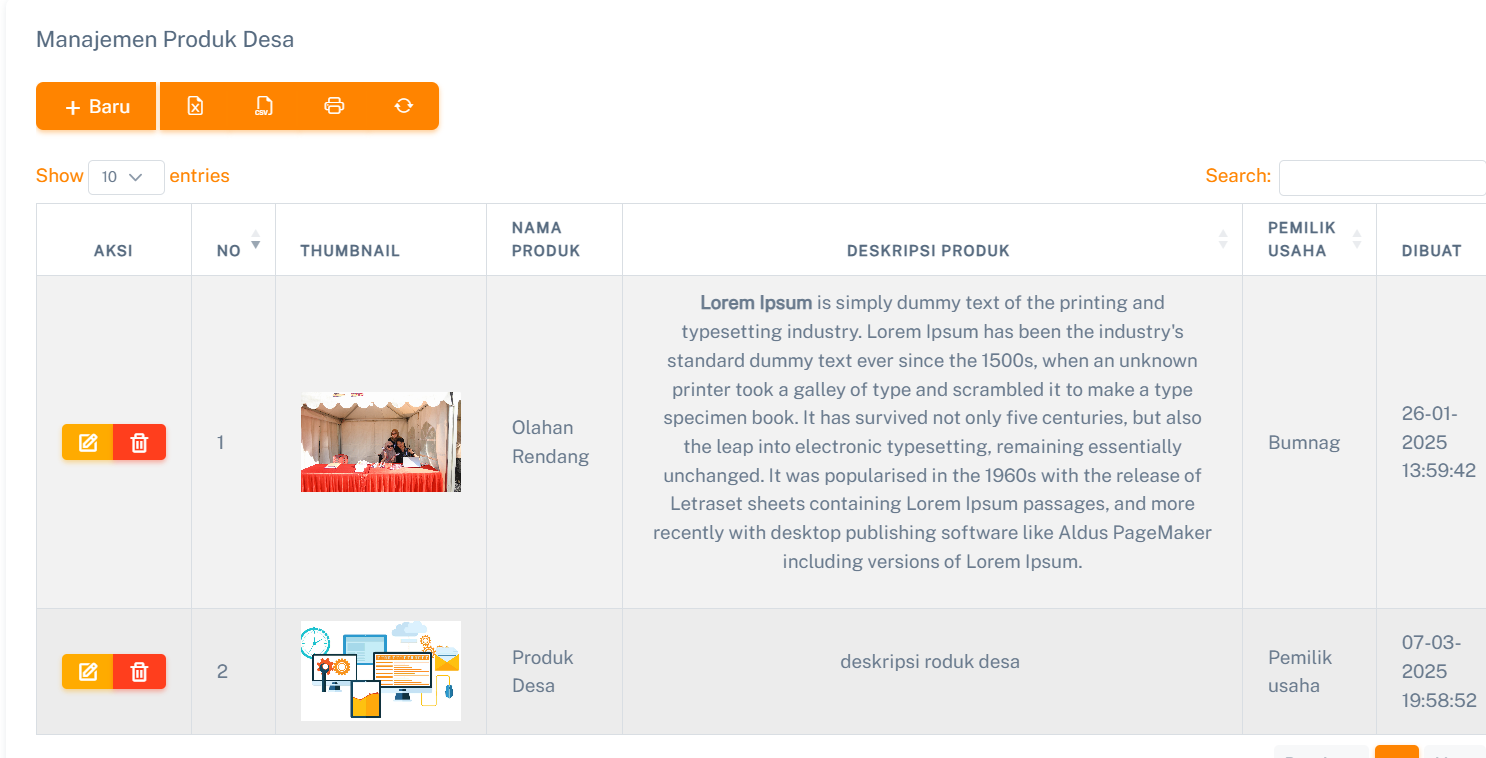 Manajemen Produk Desa
+ Baru
CSV
Show 10 entries
Search:
AKSI
NO
THUMBNAIL
NAMA
PRODUK
DESKRIPSI PRODUK
PEMILIK
USAHA
DIBUAT
1
Olahan
Rendang
Lorem Ipsum is simply dummy text of the printing and
typesetting industry. Lorem Ipsum has been the industry's
standard dummy text ever since the 1500s, when an unknown
printer took a galley of type and scrambled it to make a type
specimen book. It has survived not only five centuries, but also
the leap into electronic typesetting, remaining essentially
unchanged. It was popularised in the 1960s with the release of
Letraset sheets containing Lorem Ipsum passages, and more
recently with desktop publishing software like Aldus PageMaker
including versions of Lorem Ipsum.
Bumnag
26-01-
2025
13:59:42
2
Produk
Desa
deskripsi roduk desa
Pemilik
usaha
07-03-
2025
19:58:52